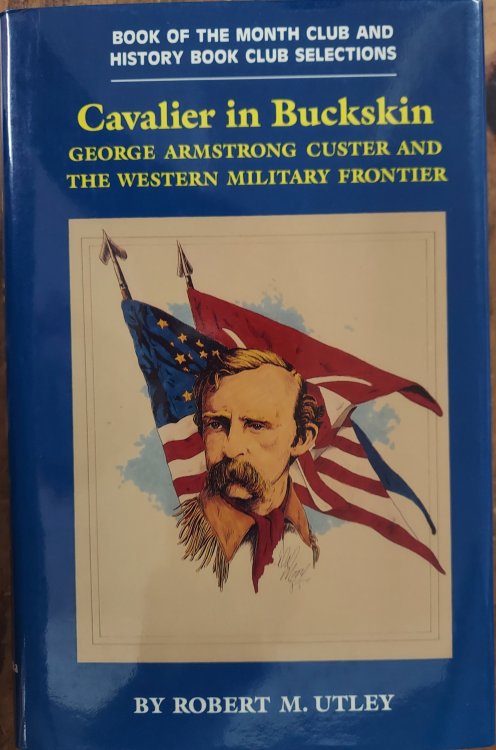 BOOK OF THE MONTH CLUB AND
HISTORY BOOK CLUB SELECTIONS
Cavalier in Buckskin
GEORGE ARMSTRONG CUSTER AND
THE WESTERN MILITARY FRONTIER
BY ROBERT M. UTLEY